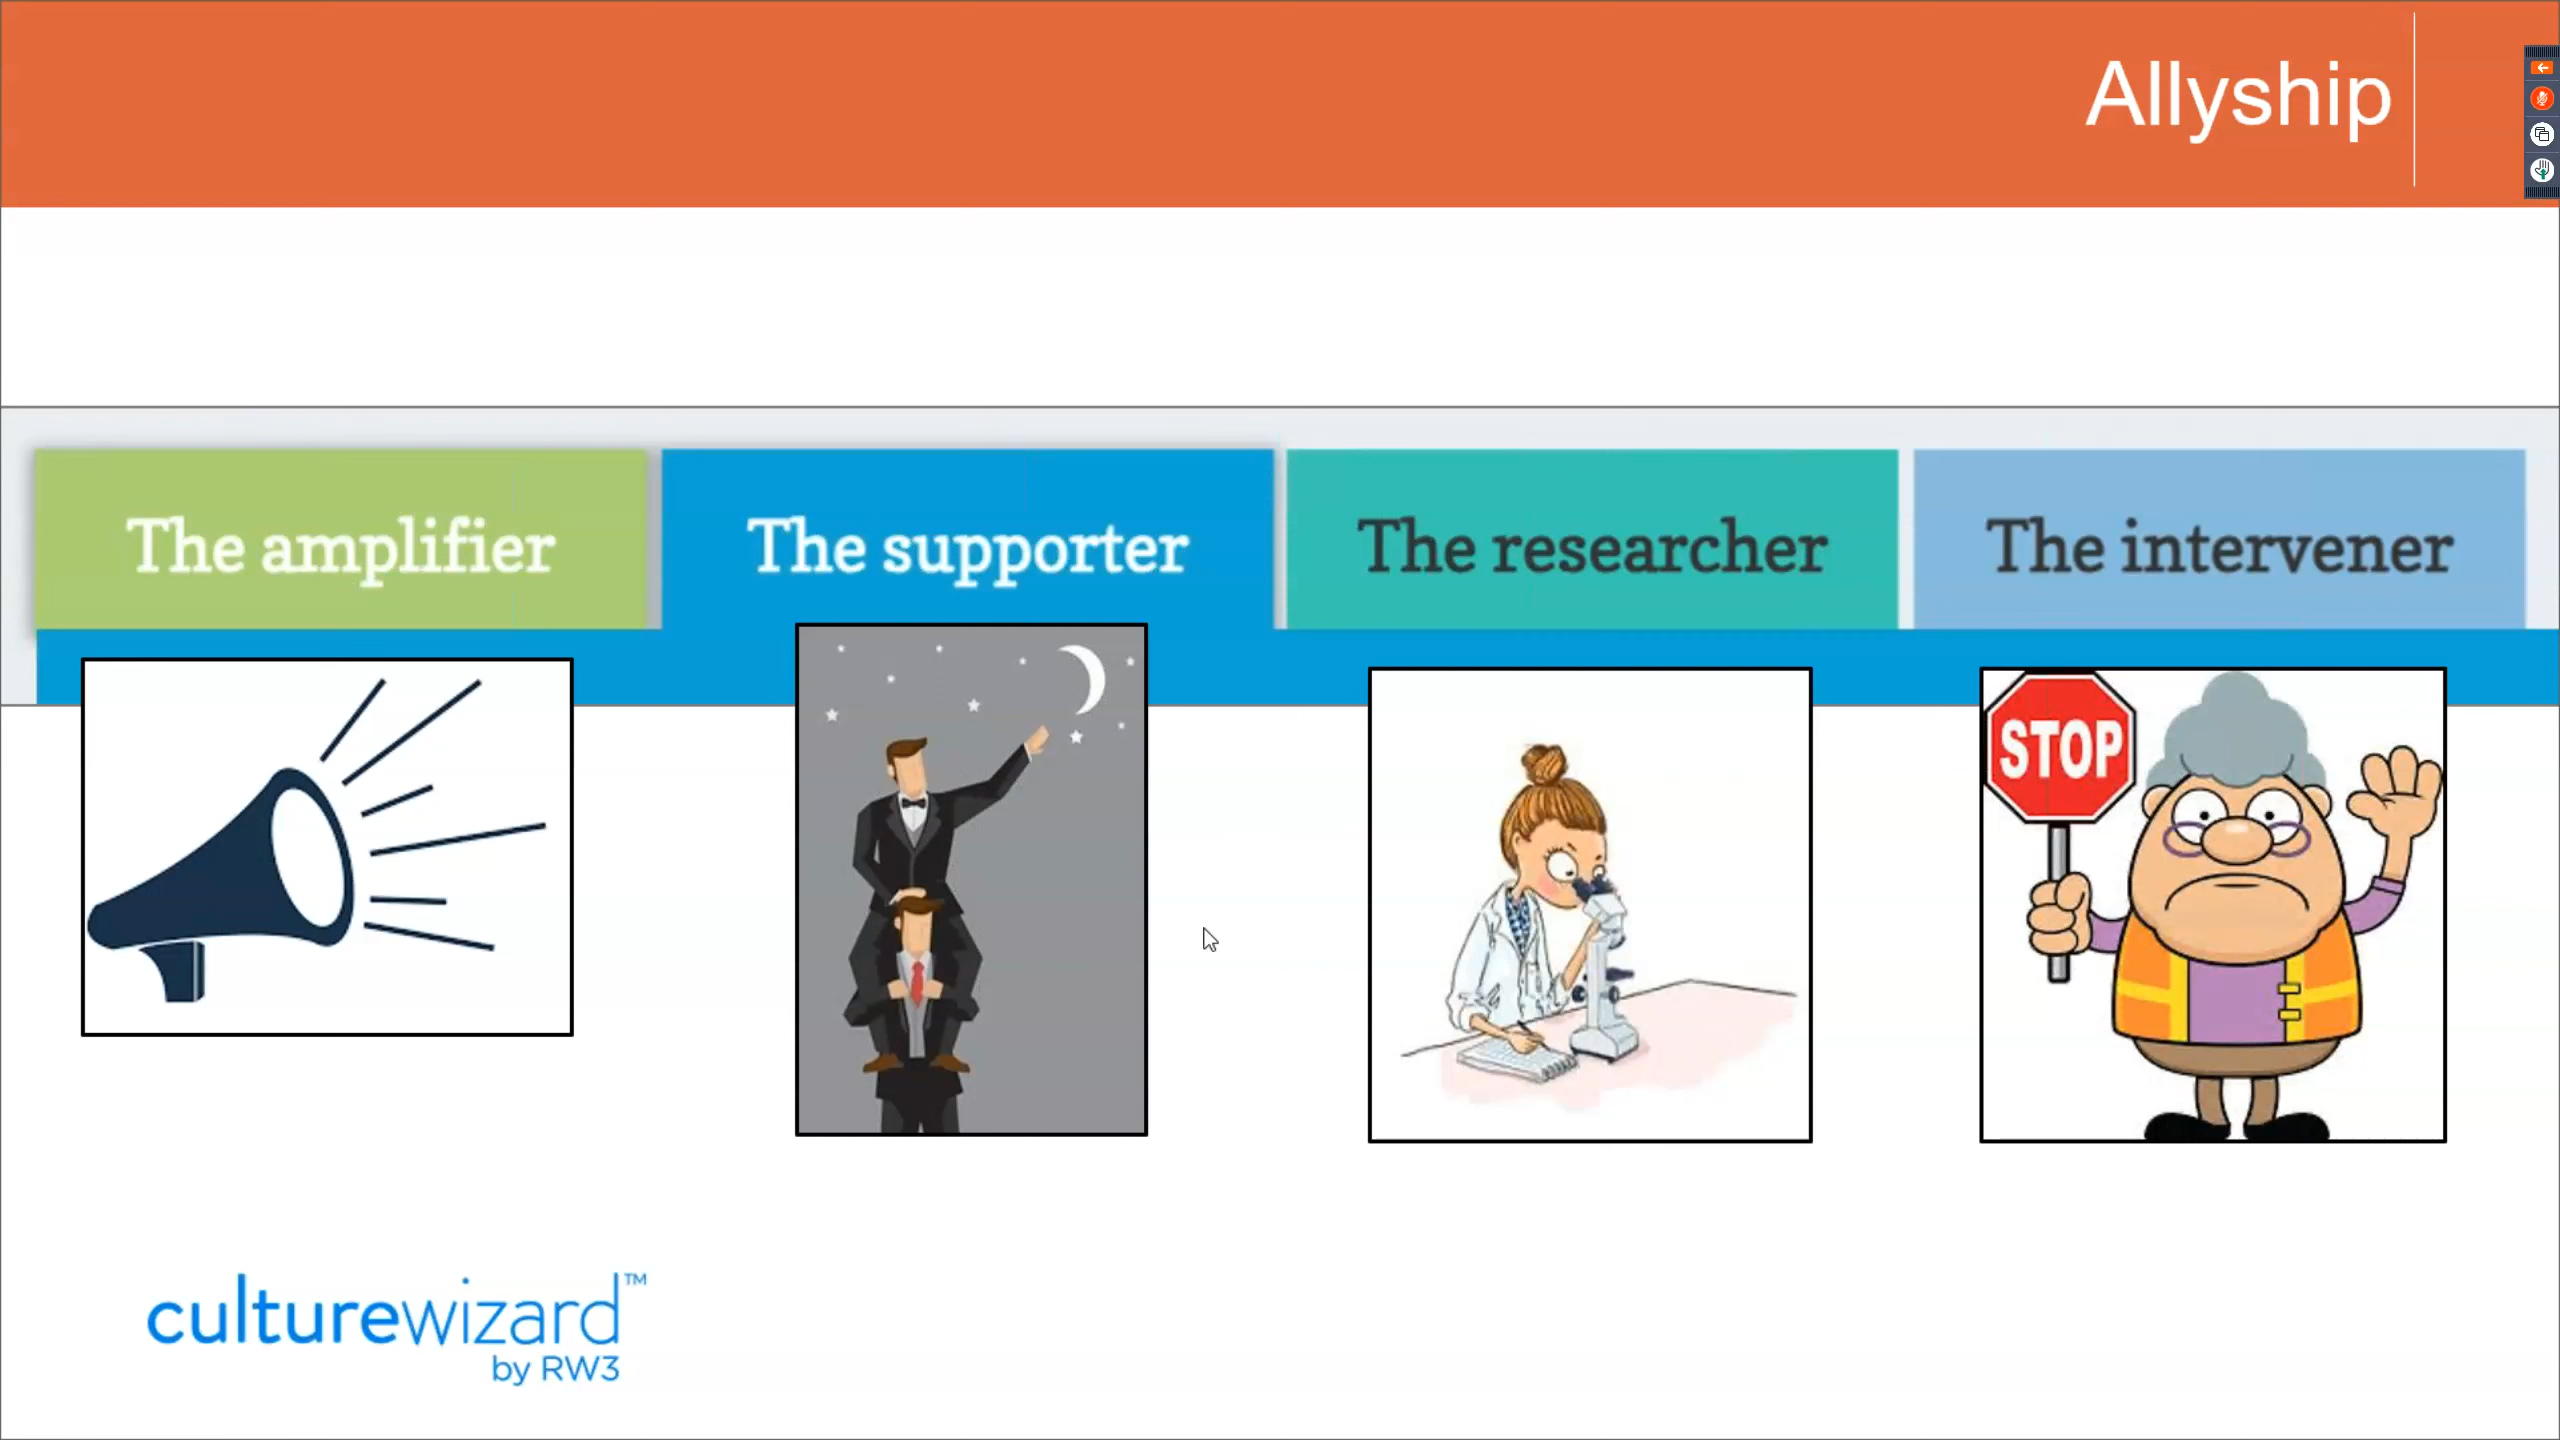 Allyship
The amplifier
The supporter
The researcher
The intervener
STOP
culturewizard™
by RW3